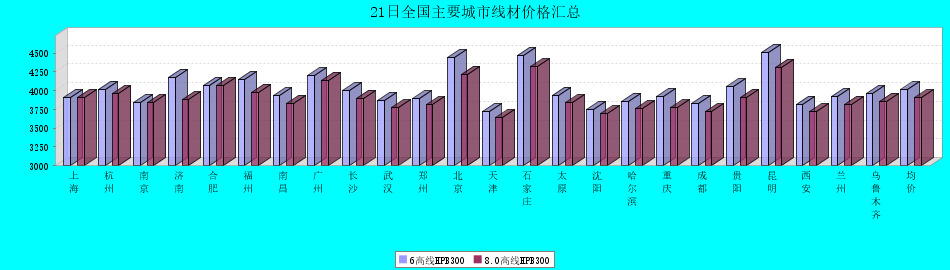 21日全国主要城市线材价格汇总
4500
4250
4000
3750
3500
3250
3000
上海
杭州
南京
济南
合肥
福州
南昌
广州
长沙
武汉
郑州
北京
天津
石家庄
太原
沈阳
哈尔滨
重庆
成都
贵阳
昆明
西安
兰州
乌鲁木齐
均价
6高线HPB300
8.0高线HPB300